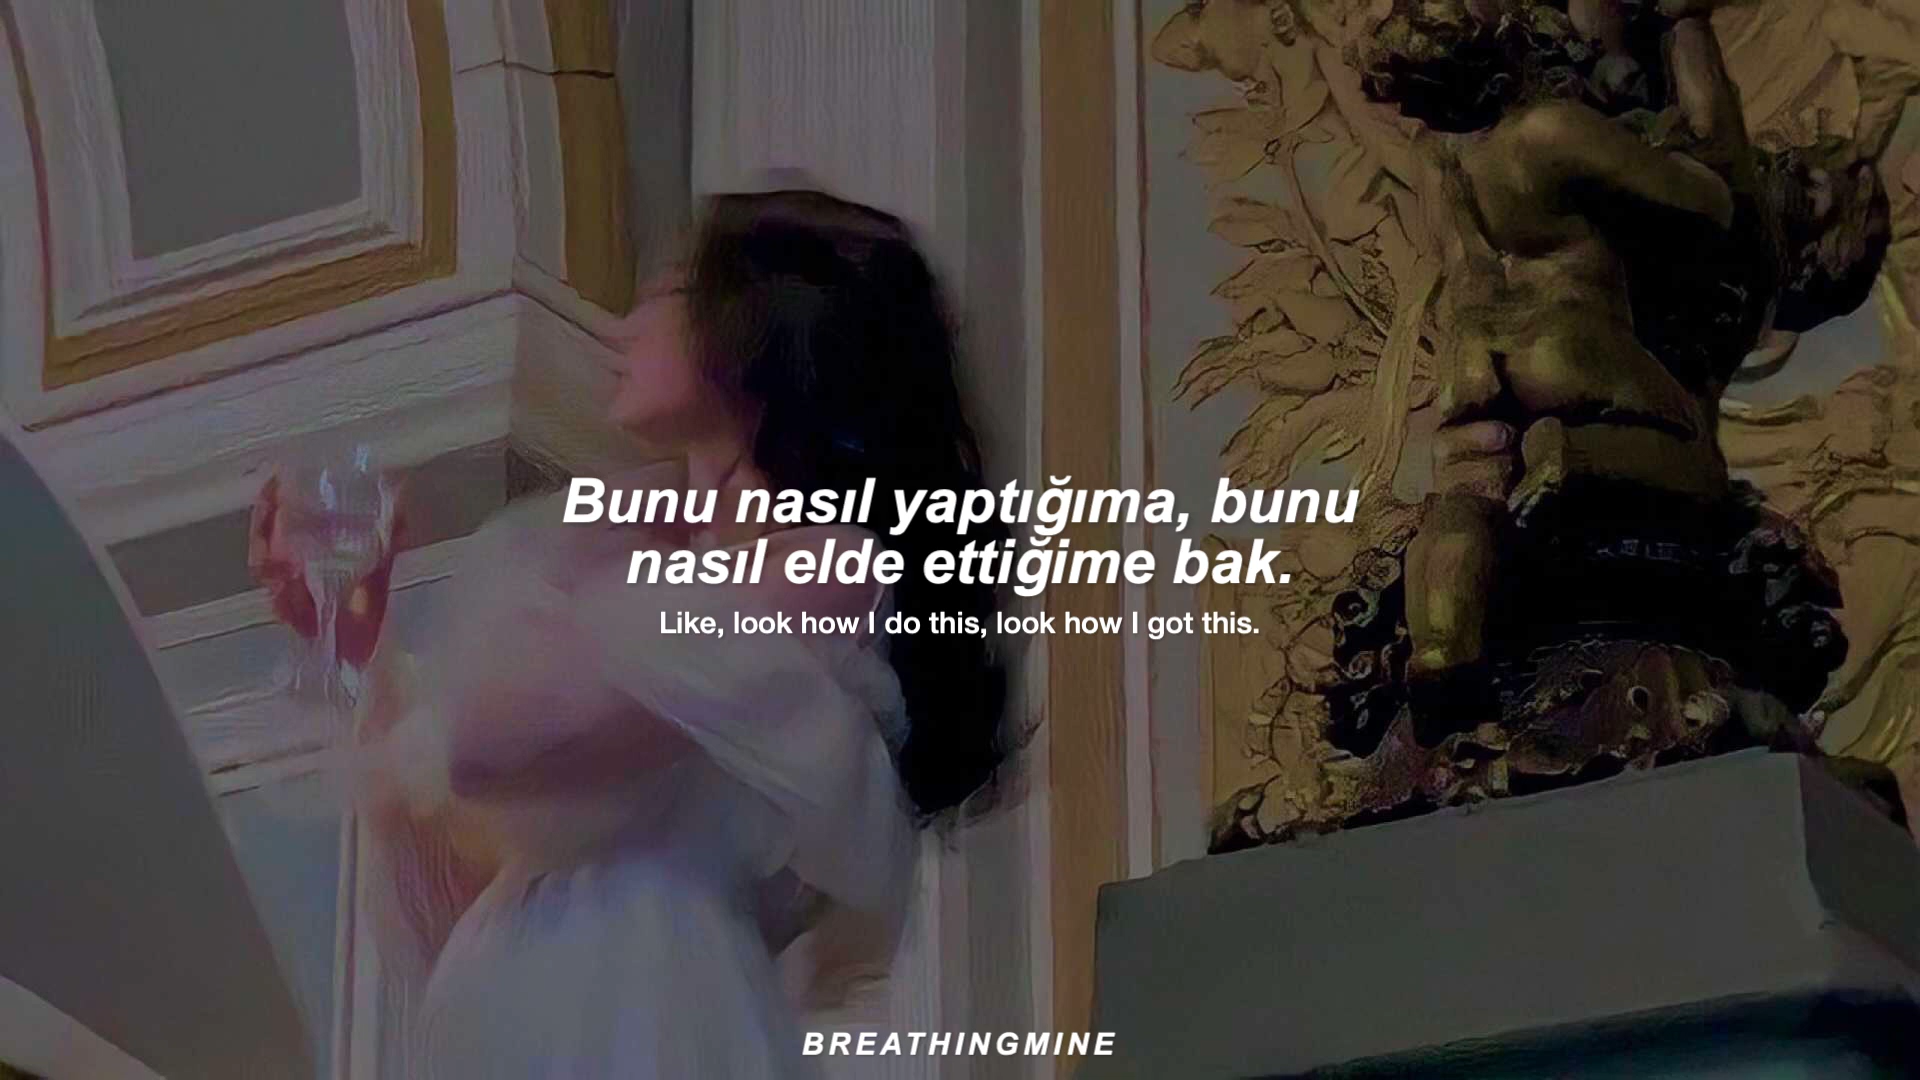 Bunu nasıl yaptığıma, bunu
nasıl elde ettiğime bak.
Like, look how I do this, look how I got this.
BREATHINGMINE